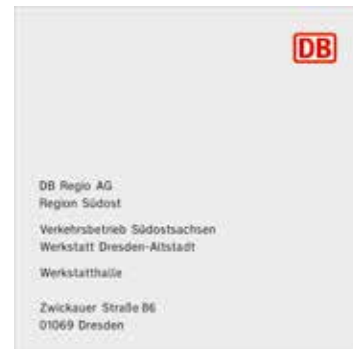 DB
DB Regio AG
Region Südost
Verkehrsbetrieb Südostsachsen
Werkstatt Dresden-Altstadt
Werkstatthalle
Zwickauer Straße 86
01069 Dresden